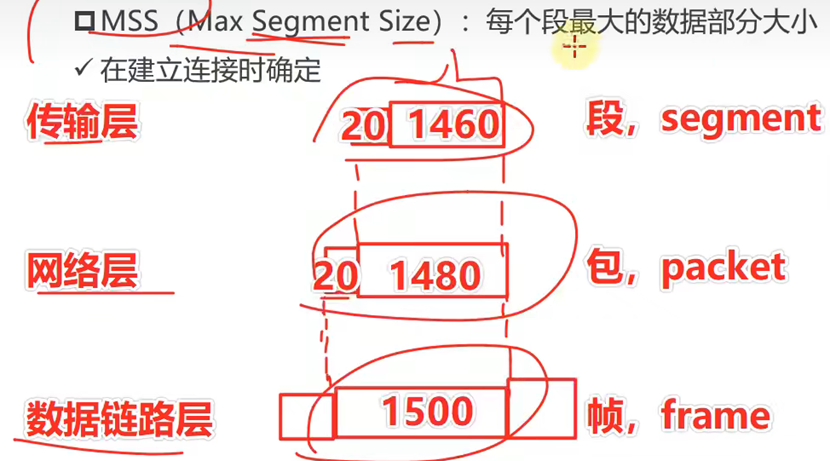 MSS（Max Segment Size）：每个段最大的数据部分大小
✓ 在建立连接时确定
传输层 20 1460 段，segment
网络层 20 1480 包，packet
数据链路层 1500 帧，frame